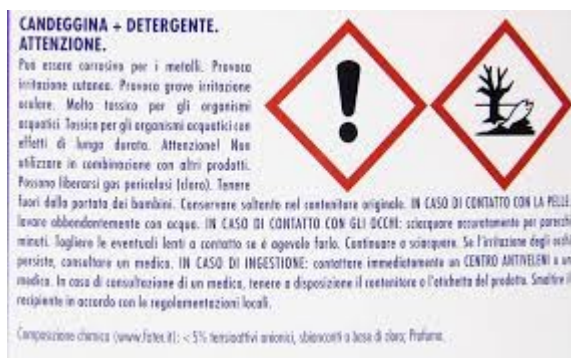 CANDEGGINA + DETERGENTE.
ATTENZIONE.
Può essere corrosivo per i metalli. Provoca
irritazione cutanea. Provoca grave irritazione
oculare. Molto tossico per gli organismi
acquatici. Tossico per gli organismi acquatici con
effetti di lunga durata. Attenzione! Non
utilizzare in combinazione con altri prodotti.
Possono liberarsi gas pericolosi (cloro). Tenere
fuori dalla portata dei bambini. Conservare soltanto nel contenitore originale. IN CASO DI CONTATTO CON LA PELLE:
lavare abbondantemente con acqua. IN CASO DI CONTATTO CON GLI OCCHI: sciacquare accuratamente per parecchi
minuti. Togliere le eventuali lenti a contatto se è agevole farlo. Continuare a sciacquare. Se l'irritazione degli occhi
persiste, consultare un medico. IN CASO DI INGESTIONE: contattare immediatamente un CENTRO ANTIVELENI o un
medico. In caso di consultazione di un medico, tenere a disposizione il contenitore o l'etichetta del prodotto. Smaltire il
recipiente in accordo con le regolamentazioni locali.
Composizione chimica (www.fater.it): < 5% tensioattivi anionici, sbiancanti a base di cloro; Profumo.